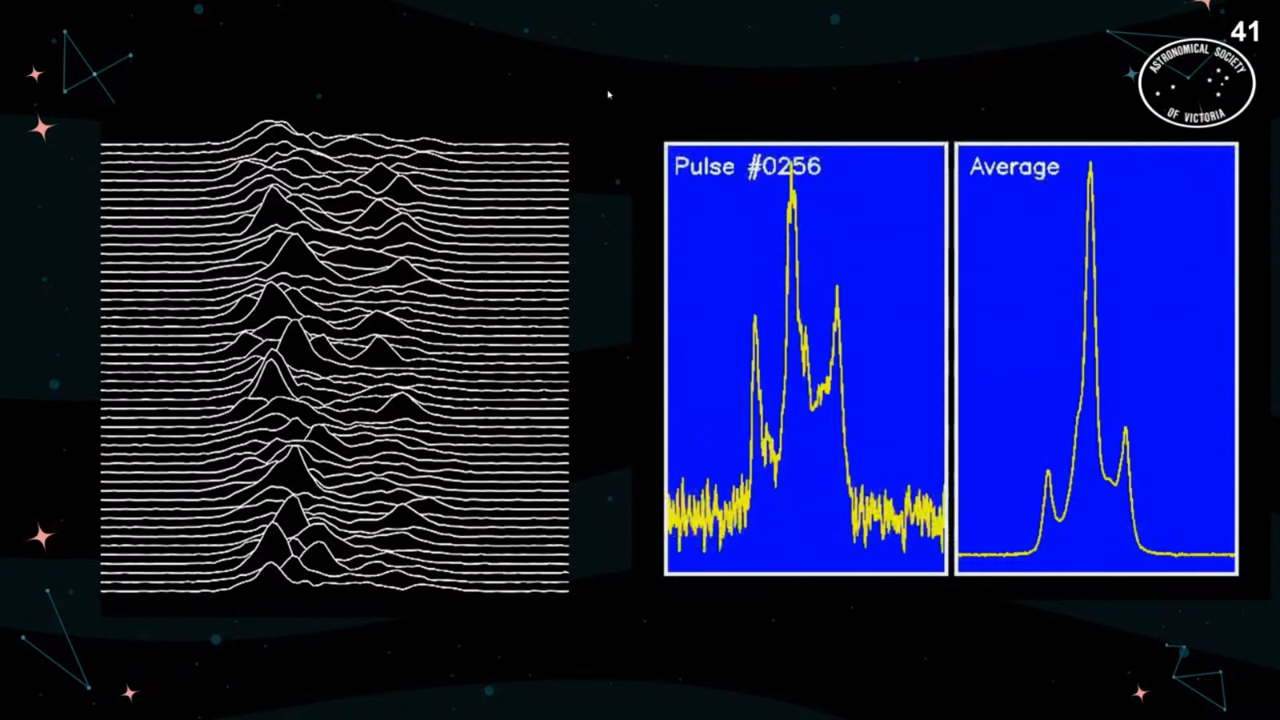 41
ASTRONOMICAL SOCIETY
OF VICTORIA
Pulse #0256
Average